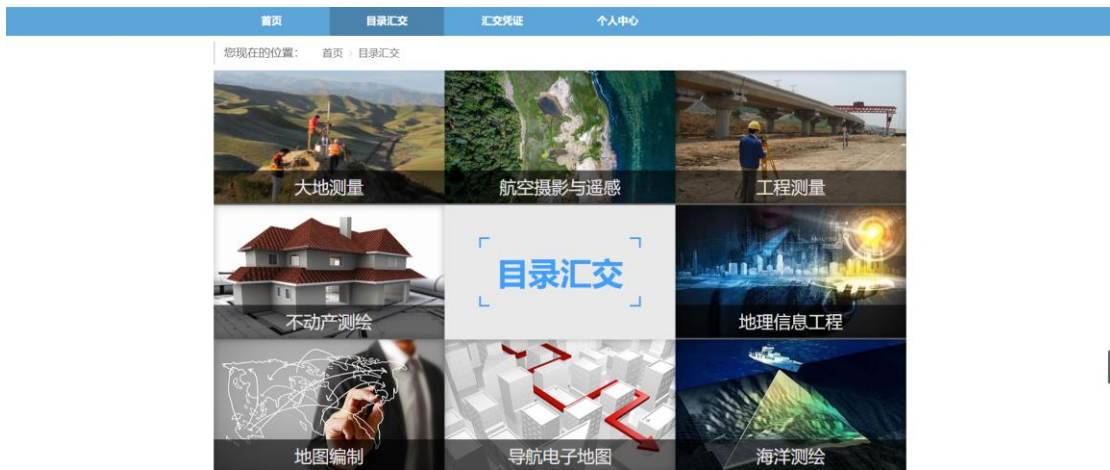 首页 目录汇交 汇交凭证 个人中心
您现在的位置： 首页 › 目录汇交
大地测量 航空摄影与遥感 工程测量
不动产测绘 目录汇交 地理信息工程
地图编制 导航电子地图 海洋测绘